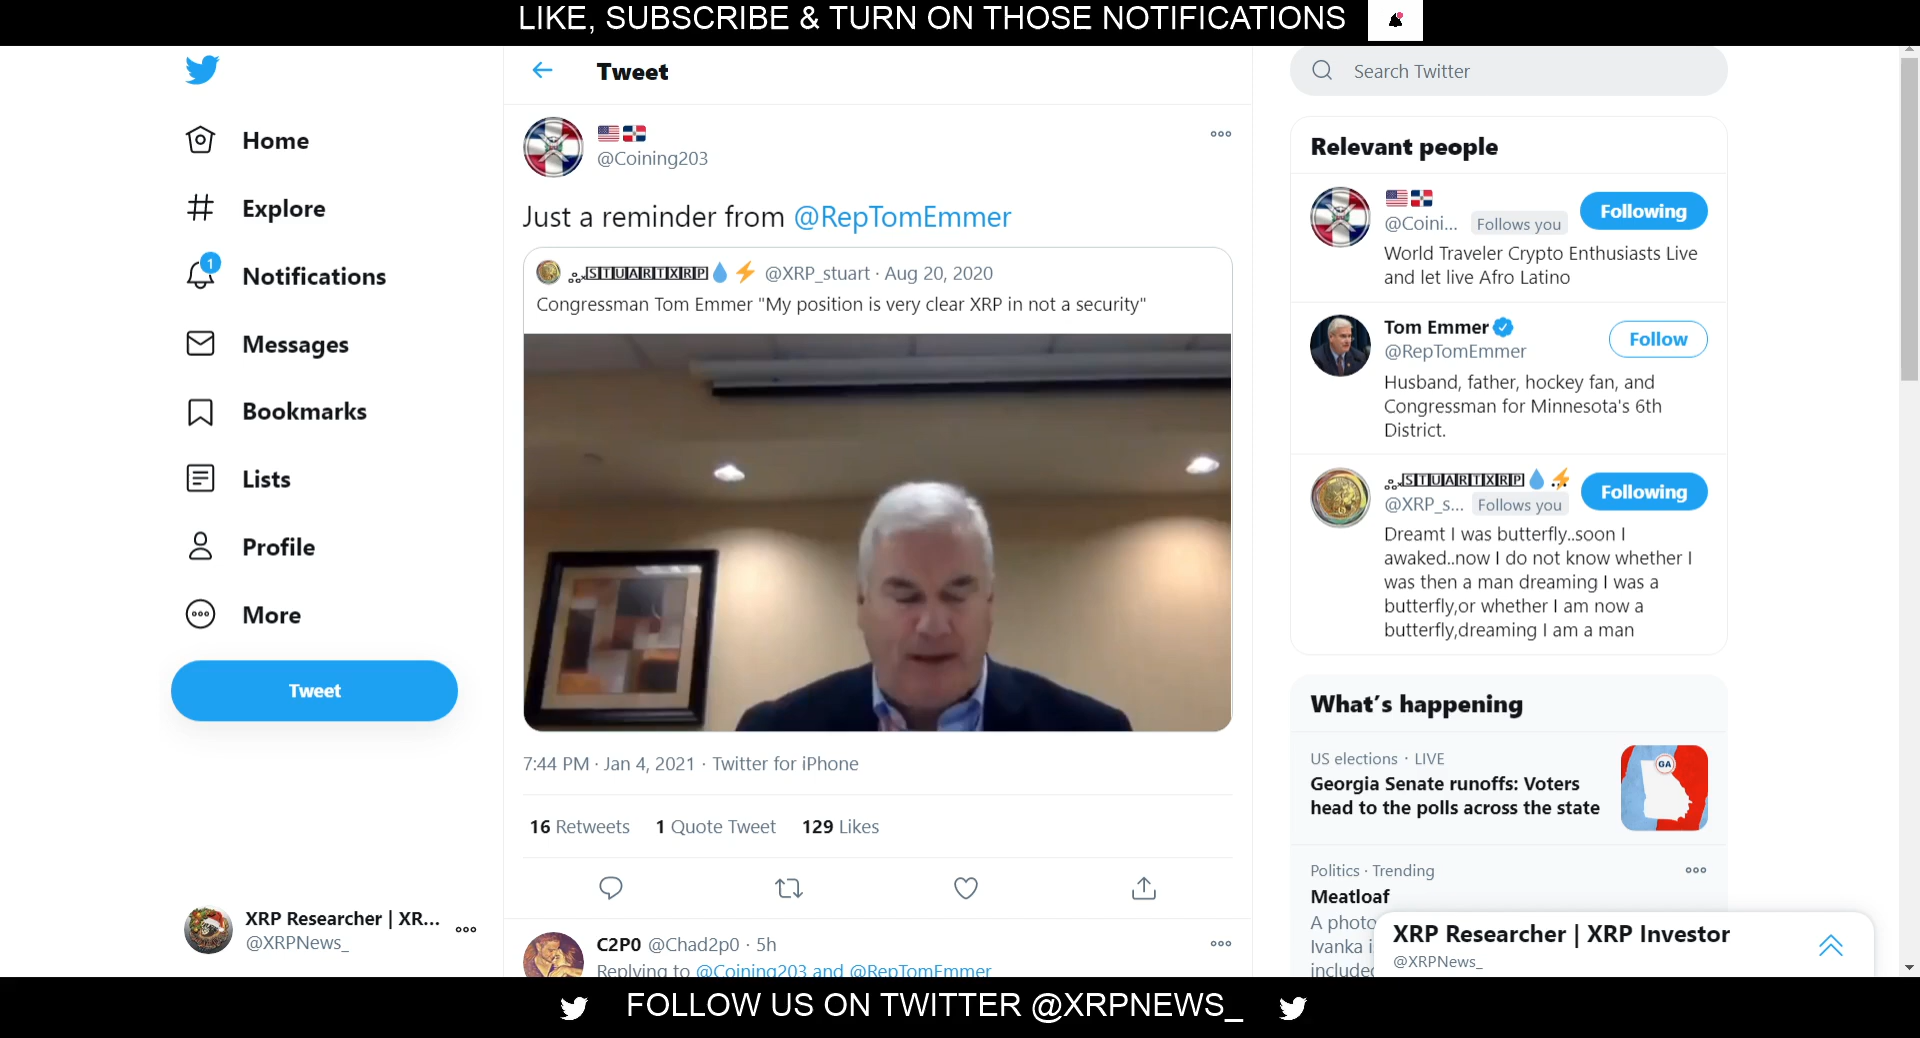 LIKE, SUBSCRIBE & TURN ON THOSE NOTIFICATIONS
Home
Explore
1
Notifications
Messages
Bookmarks
Lists
Profile
More
Tweet
XRP Researcher | XR...
@XRPNews_
Tweet
@Coining203
Just a reminder from @RepTomEmmer
STUARTXRP @XRP_stuart · Aug 20, 2020
Congressman Tom Emmer "My position is very clear XRP in not a security"
7:44 PM · Jan 4, 2021 · Twitter for iPhone
16 Retweets 1 Quote Tweet 129 Likes
C2P0 @Chad2p0 · 5h
Replying to @Coining203 and @RepTomEmmer
Search Twitter
Relevant people
@Coini... Follows you
Following
World Traveler Crypto Enthusiasts Live
and let live Afro Latino
Tom Emmer
@RepTomEmmer
Follow
Husband, father, hockey fan, and
Congressman for Minnesota's 6th
District.
STUARTXRP ...
@XRP_s... Follows you
Following
Dreamt I was butterfly..soon I
awaked..now I do not know whether I
was then a man dreaming I was a
butterfly,or whether I am now a
butterfly,dreaming I am a man
What's happening
US elections · LIVE
Georgia Senate runoffs: Voters
head to the polls across the state
GA
Politics · Trending
Meatloaf
A photo
Ivanka i
include
XRP Researcher | XRP Investor
@XRPNews_
FOLLOW US ON TWITTER @XRPNEWS_